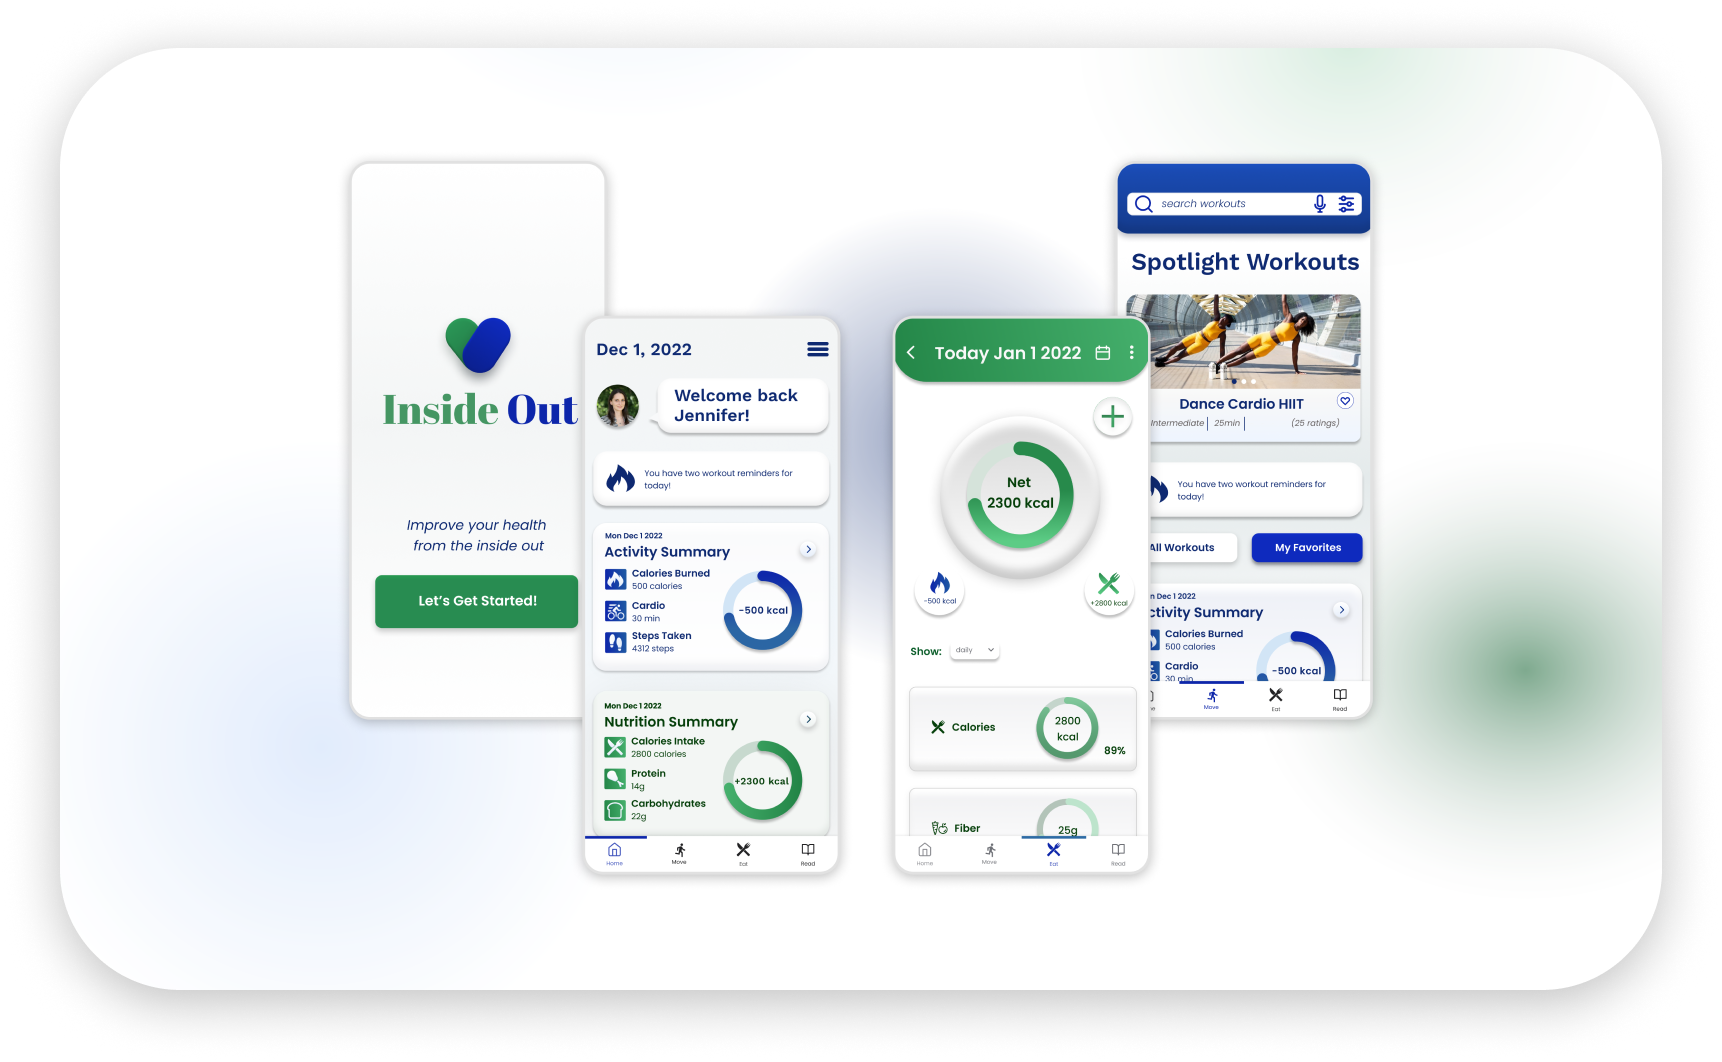 Inside Out
Improve your health
from the inside out
Let's Get Started!
Dec 1, 2022
Welcome back
Jennifer!
You have two workout reminders for
today!
Mon Dec 1 2022
Activity Summary
Calories Burned
500 calories
Cardio
30 min
Steps Taken
4312 steps
-500 kcal
Mon Dec 1 2022
Nutrition Summary
Calories Intake
2800 calories
Protein
14g
Carbohydrates
22g
+2300 kcal
Home
Move
Eat
Read
Today Jan 1 2022
Net
2300 kcal
-500 kcal
+2800 kcal
Show:
daily
Calories
2800
kcal
89%
Fiber
25g
Home
Move
Eat
Read
search workouts
Spotlight Workouts
Dance Cardio HIIT
Intermediate
25min
(25 ratings)
You have two workout reminders for
today!
All Workouts
My Favorites
n Dec 1 2022
ctivity Summary
Calories Burned
500 calories
Cardio
30 min
-500 kcal
Move
Eat
Read